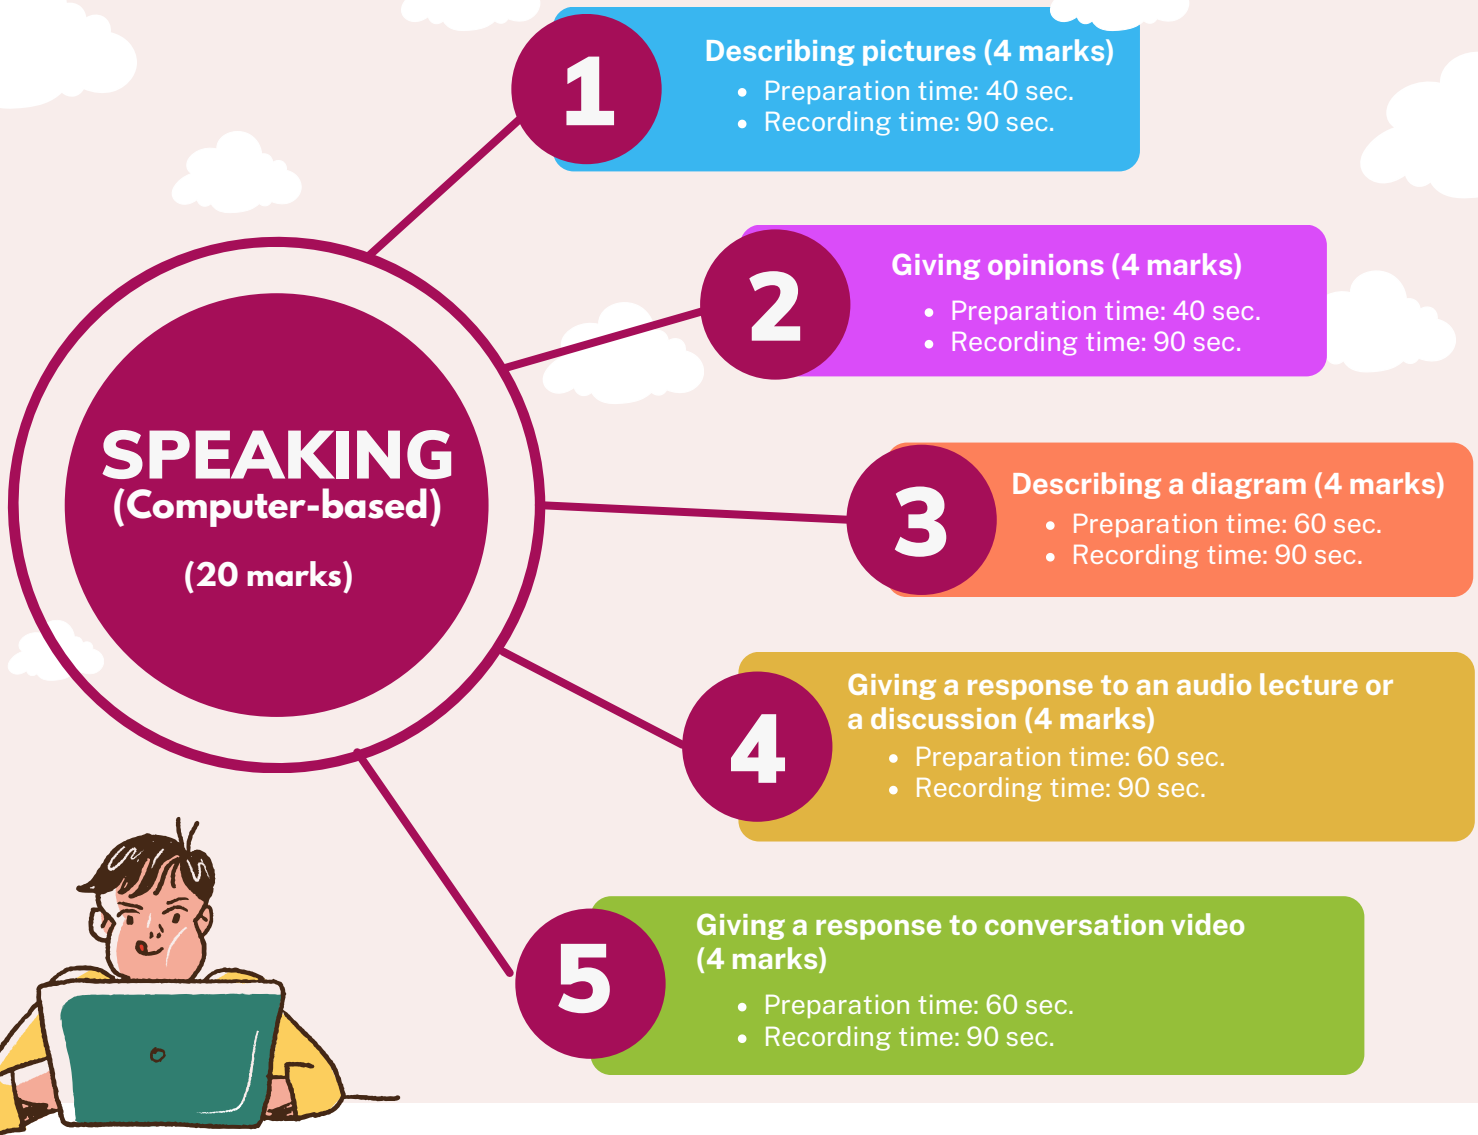 1
Describing pictures (4 marks)
• Preparation time: 40 sec.
• Recording time: 90 sec.
2
Giving opinions (4 marks)
• Preparation time: 40 sec.
• Recording time: 90 sec.
SPEAKING
(Computer-based)
(20 marks)
3
Describing a diagram (4 marks)
• Preparation time: 60 sec.
• Recording time: 90 sec.
4
Giving a response to an audio lecture or
a discussion (4 marks)
• Preparation time: 60 sec.
• Recording time: 90 sec.
5
Giving a response to conversation video
(4 marks)
• Preparation time: 60 sec.
• Recording time: 90 sec.